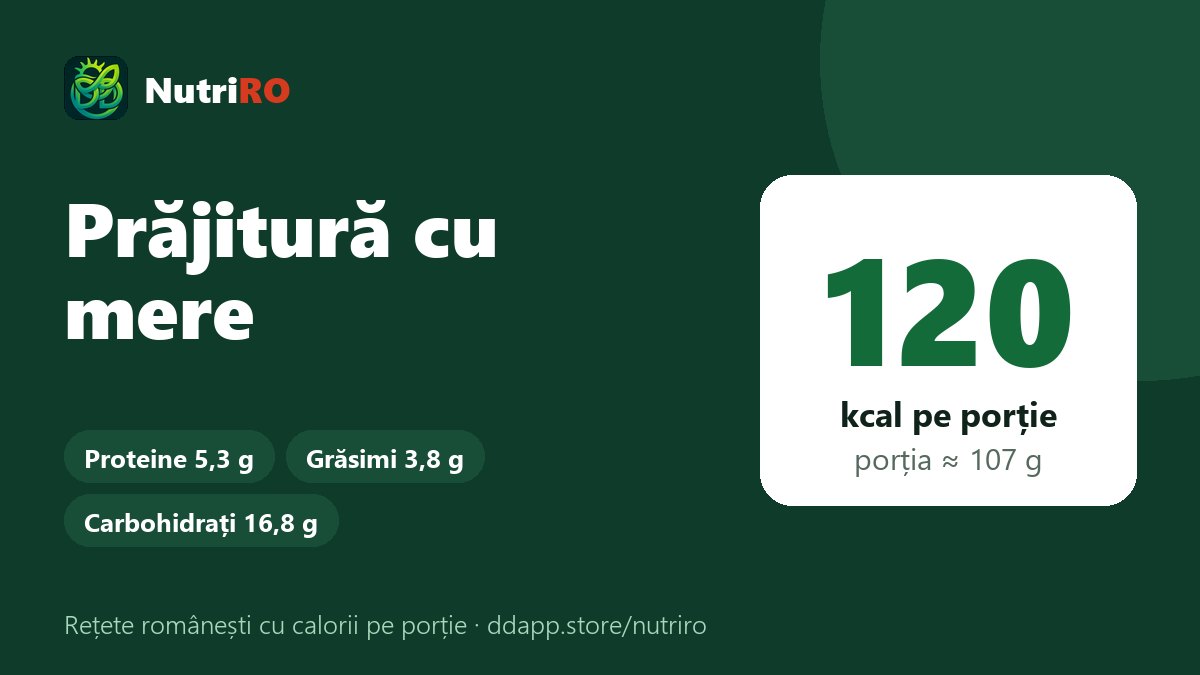 NutriRO
Prăjitură cu
mere
120
kcal pe porție
porția ≈ 107 g
Proteine 5,3 g
Grăsimi 3,8 g
Carbohidrați 16,8 g
Rețete românești cu calorii pe porție · ddapp.store/nutriro